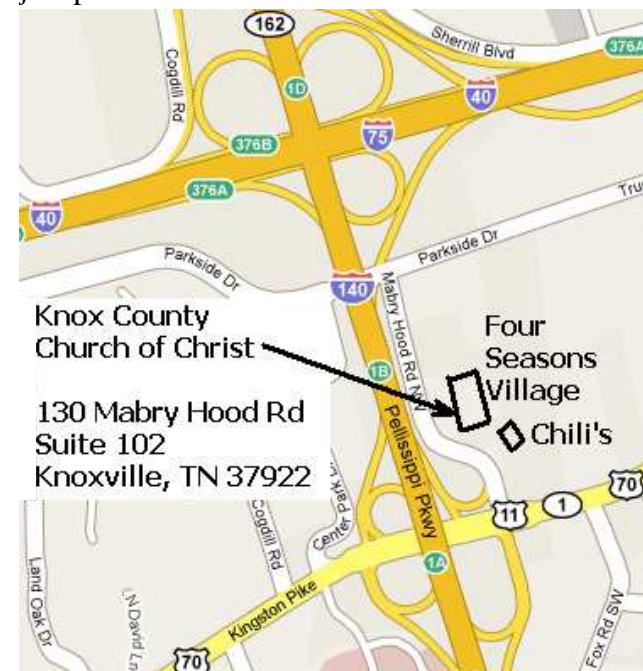 162
Sherrill Blvd
376A
Cogdill Rd
1D
40
376B
75
376A
40
Parkside Dr
Parkside Dr
140
Mabry Hood Rd NW
Knox County
Church of Christ
130 Mabry Hood Rd
Suite 102
Knoxville, TN 37922
Four
Seasons
Village
Chili's
1B
Pellissippi Pkwy
70
11
1
Center Park
Cogdill Rd
1A
Land Oak Dr
N David Ln
Kingston Pike
Fox Rd SW
70